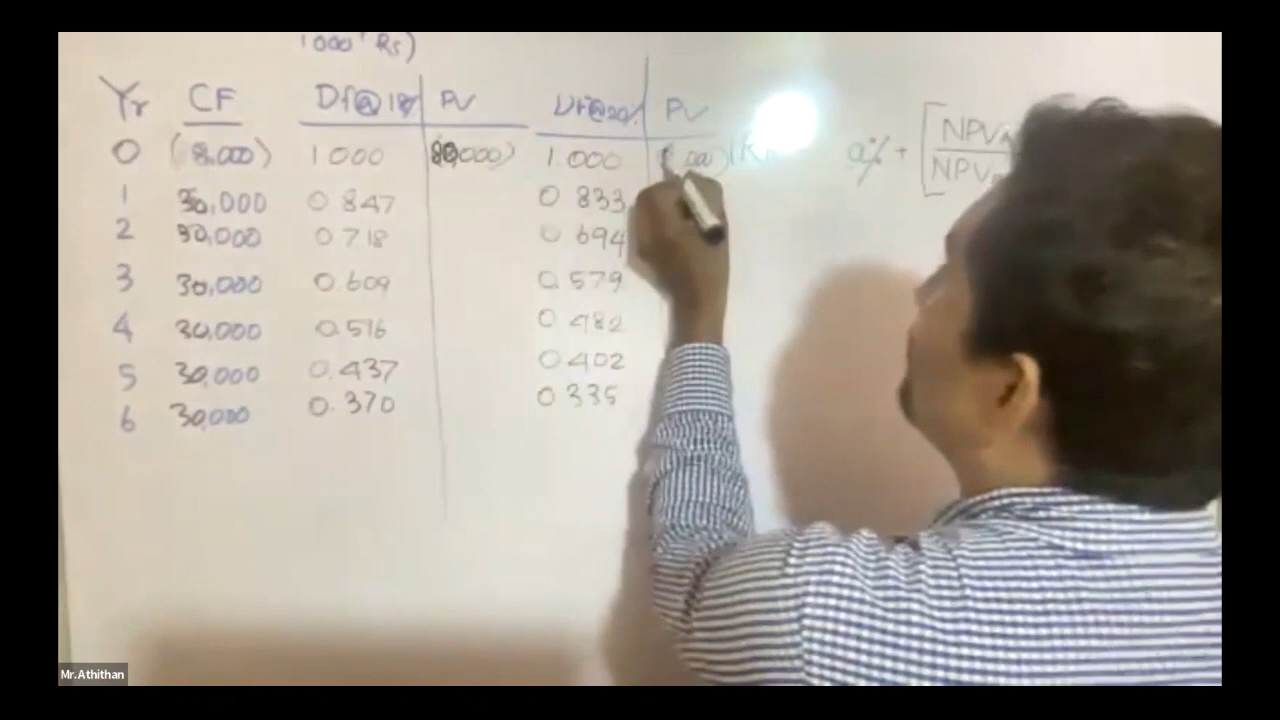 1000' Rs)
Yr CF Df@18% PV Df@20% PV
0 (8,000) 1 000 80,000) 1 000
a% + [ NPVA
NPV
1 30,000 0 847 0 833
2 30,000 0 718 0 694
3 30,000 0.609 0.579
4 30,000 0.516 0 482
5 30,000 0.437 0 402
6 30,000 0.370 0 335
Mr.Athithan